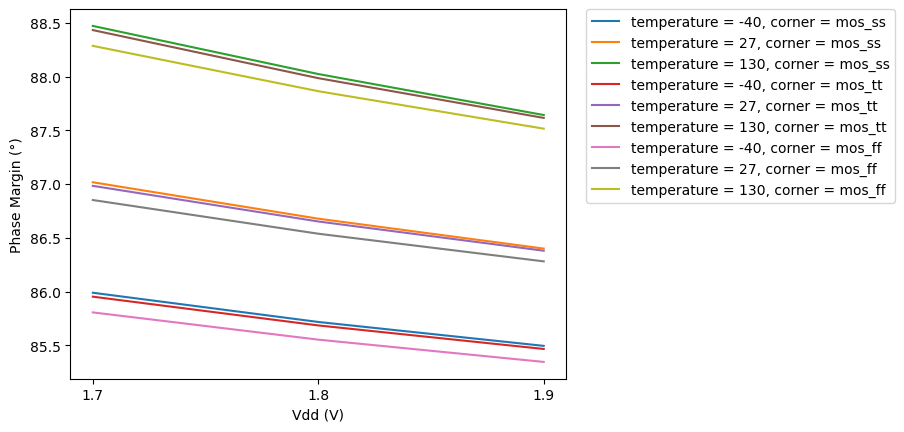 88.5
88.0
87.5
87.0
86.5
86.0
85.5
Phase Margin (°)
1.7
1.8
1.9
Vdd (V)
temperature = -40, corner = mos_ss
temperature = 27, corner = mos_ss
temperature = 130, corner = mos_ss
temperature = -40, corner = mos_tt
temperature = 27, corner = mos_tt
temperature = 130, corner = mos_tt
temperature = -40, corner = mos_ff
temperature = 27, corner = mos_ff
temperature = 130, corner = mos_ff